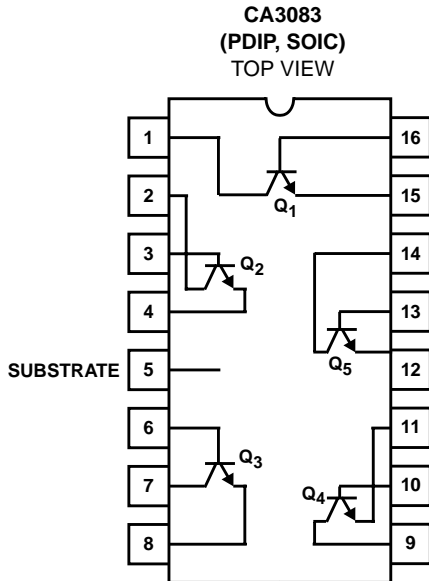 CA3083
(PDIP, SOIC)
TOP VIEW
1
16
2
15
Q1
3
14
Q2
4
13
SUBSTRATE 5
12
Q5
6
11
Q3
7
10
Q4
8
9